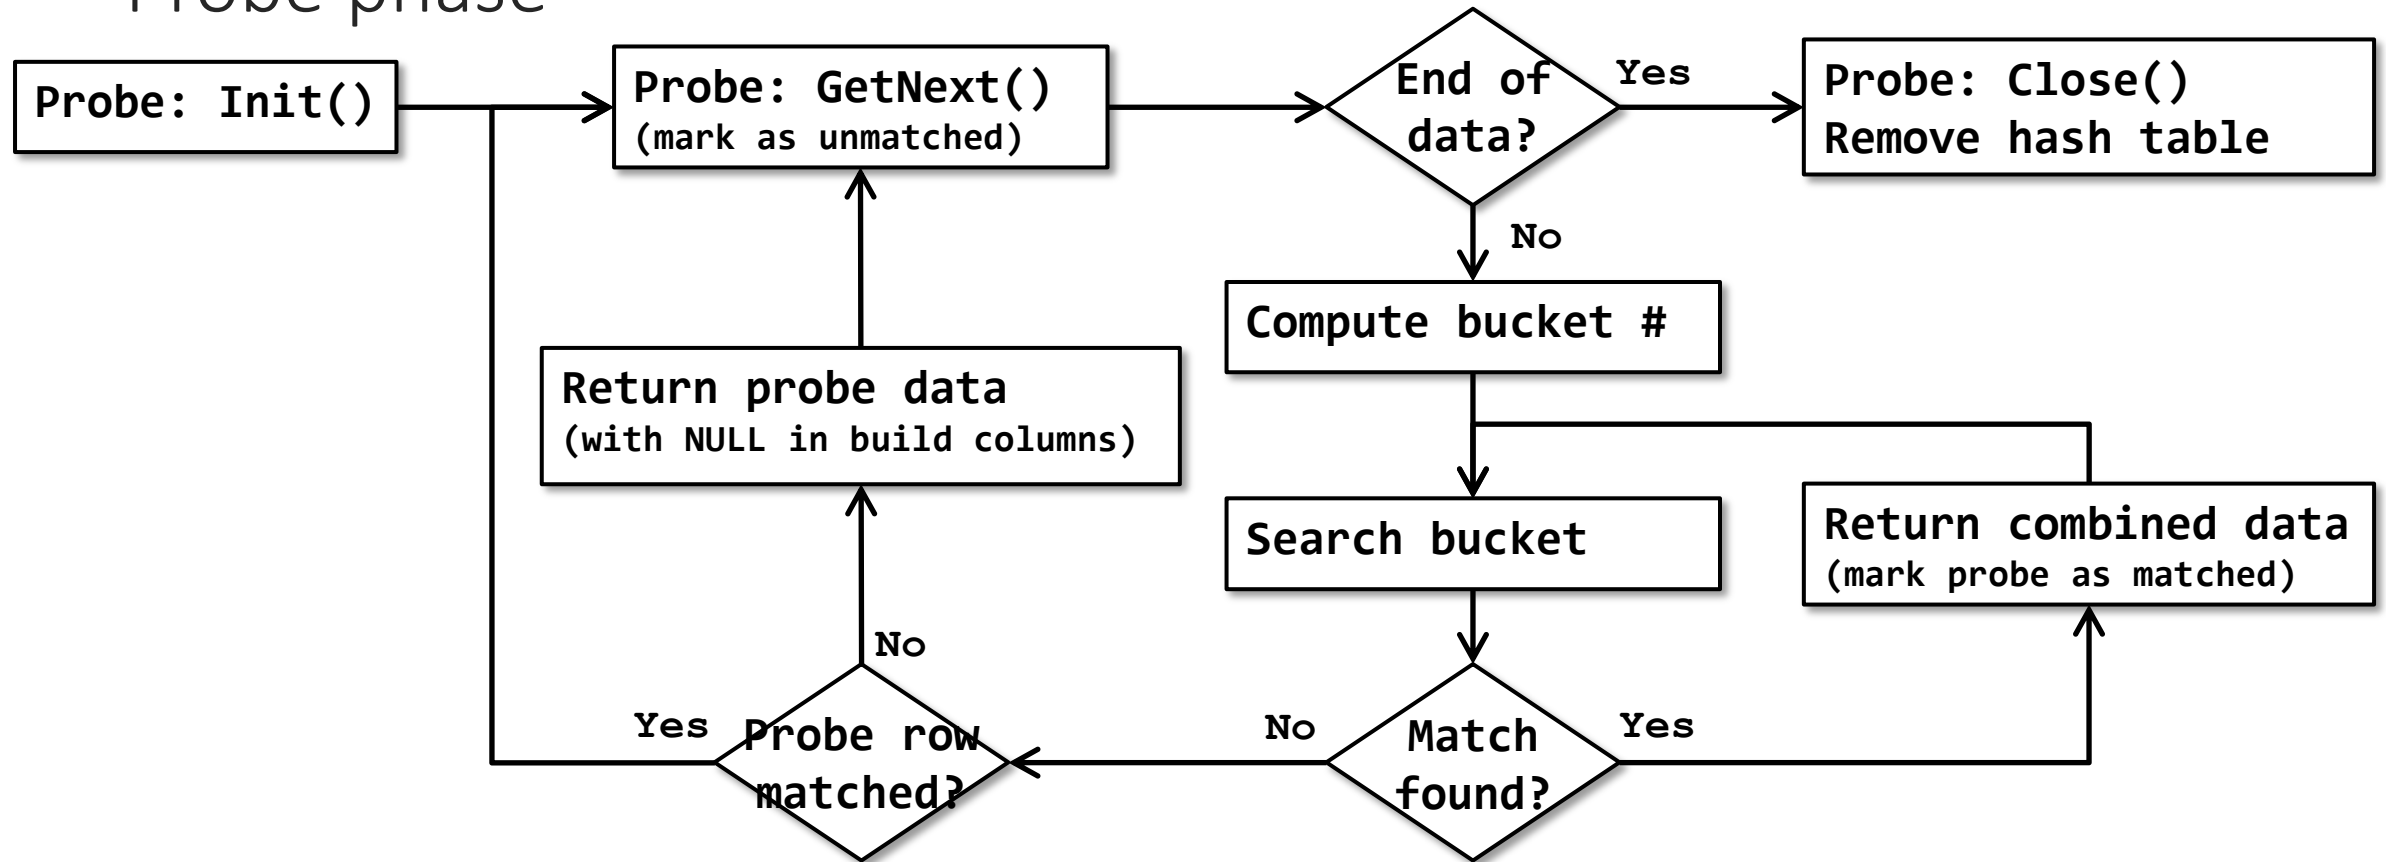 Probe phase
Probe: Init()
Probe: GetNext()
(mark as unmatched)
End of
data?
Yes
Probe: Close()
Remove hash table
No
Compute bucket #
Return probe data
(with NULL in build columns)
Search bucket
Return combined data
(mark probe as matched)
No
Yes
Probe row
matched?
No
Match
found?
Yes